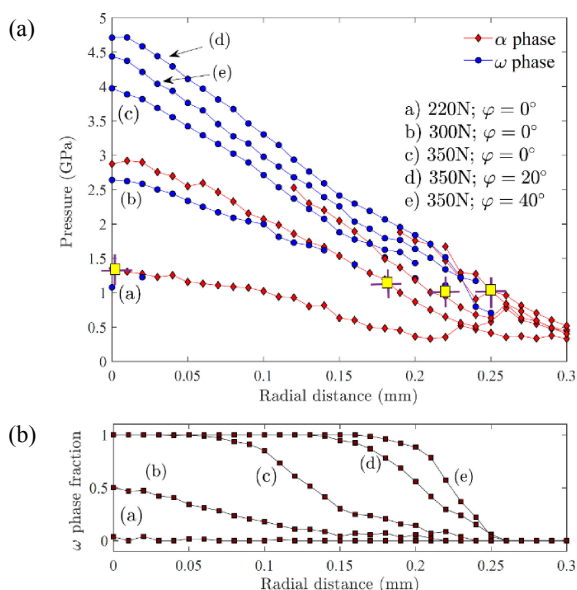 (a)
5
4.5
4
3.5
3
2.5
2
1.5
1
0.5
0
Pressure (GPa)
(d)
(e)
(c)
(b)
(a)
α phase
ω phase
a) 220N; φ = 0°
b) 300N; φ = 0°
c) 350N; φ = 0°
d) 350N; φ = 20°
e) 350N; φ = 40°
0 0.05 0.1 0.15 0.2 0.25 0.3
Radial distance (mm)
(b)
1
0.5
0
ω phase fraction
(b)
(a)
(c)
(d)
(e)
0 0.05 0.1 0.15 0.2 0.25 0.3
Radial distance (mm)